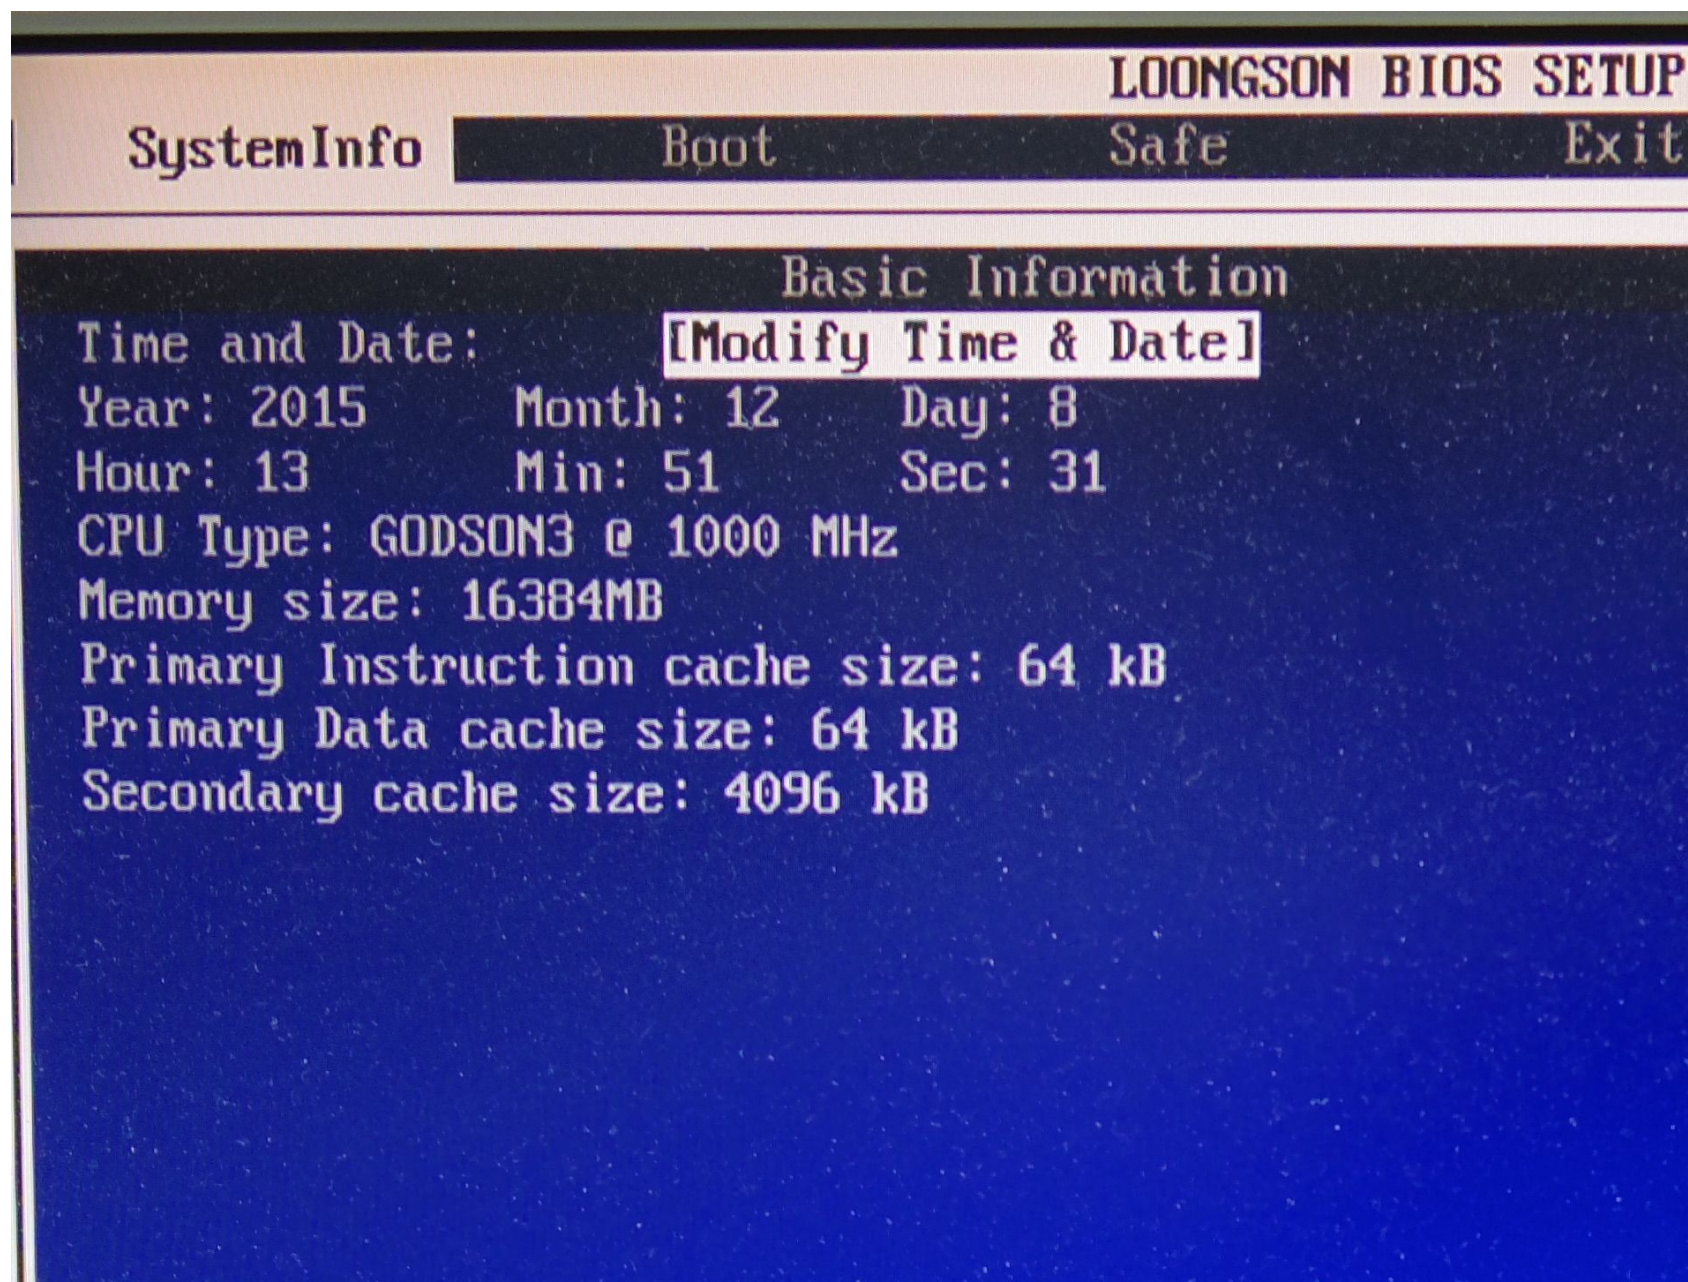 LOONGSON BIOS SETUP
SystemInfo Boot Safe Exit
Basic Information
Time and Date: [Modify Time & Date]
Year: 2015 Month: 12 Day: 8
Hour: 13 Min: 51 Sec: 31
CPU Type: GODSON3 @ 1000 MHz
Memory size: 16384MB
Primary Instruction cache size: 64 kB
Primary Data cache size: 64 kB
Secondary cache size: 4096 kB